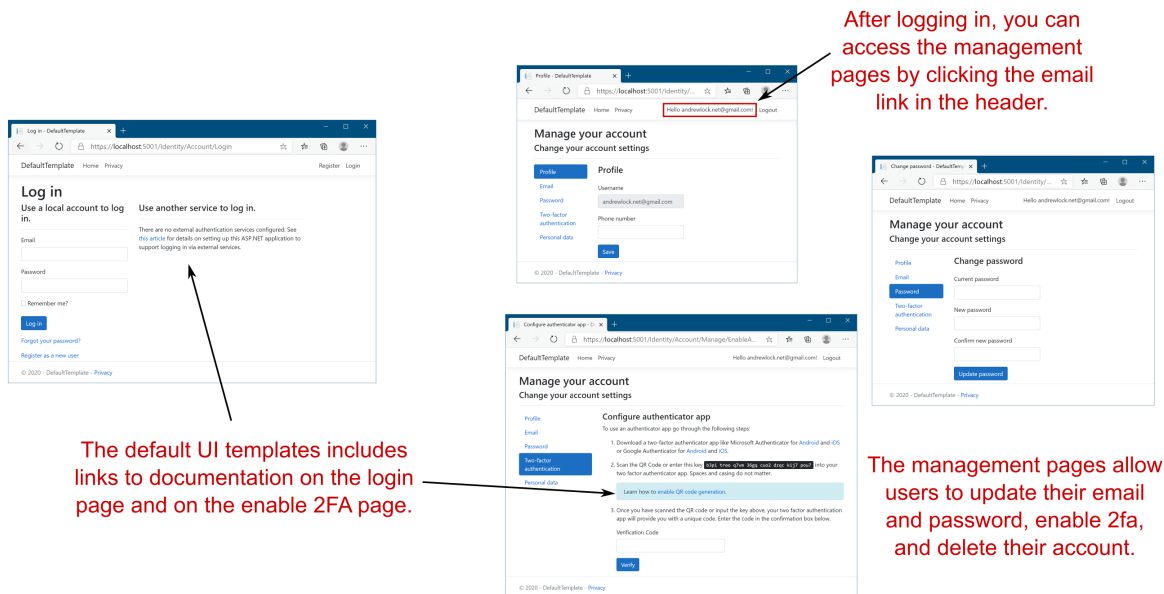 After logging in, you can
access the management
pages by clicking the email
link in the header.
Log in - DefaultTemplate
https://localhost:5001/Identity/Account/Login
DefaultTemplate Home Privacy Register Login
Log in
Use a local account to log
in.
Email
Password
Remember me?
Log in
Forgot your password?
Register as a new user
Use another service to log in.
There are no external authentication services configured. See
this article for details on setting up this ASP.NET application to
support logging in via external services.
© 2020 - DefaultTemplate - Privacy
Profile - DefaultTemplate
https://localhost:5001/Identity/...
DefaultTemplate Home Privacy Hello andrewlock.net@gmail.com! Logout
Manage your account
Change your account settings
Profile
Email
Password
Two-factor
authentication
Personal data
Profile
Username
andrewlock.net@gmail.com
Phone number
Save
© 2020 - DefaultTemplate - Privacy
Change password - DefaultTemp
https://localhost:5001/Identity/...
DefaultTemplate Home Privacy Hello andrewlock.net@gmail.com! Logout
Manage your account
Change your account settings
Profile
Email
Password
Two-factor
authentication
Personal data
Change password
Current password
New password
Confirm new password
Update password
© 2020 - DefaultTemplate - Privacy
Configure authenticator app -
https://localhost:5001/Identity/Account/Manage/EnableA...
DefaultTemplate Home Privacy Hello andrewlock.net@gmail.com! Logout
Manage your account
Change your account settings
Profile
Email
Password
Two-factor
authentication
Personal data
Configure authenticator app
To use an authenticator app go through the following steps:
1. Download a two-factor authenticator app like Microsoft Authenticator for Android and iOS
or Google Authenticator for Android and iOS.
2. Scan the QR Code or enter this key into your
two factor authenticator app. Spaces and casing do not matter.
Learn how to enable QR code generation.
3. Once you have scanned the QR code or input the key above, your two factor authentication
app will provide you with a unique code. Enter the code in the confirmation box below.
Verification Code
Verify
© 2020 - DefaultTemplate - Privacy
The default UI templates includes
links to documentation on the login
page and on the enable 2FA page.
The management pages allow
users to update their email
and password, enable 2fa,
and delete their account.